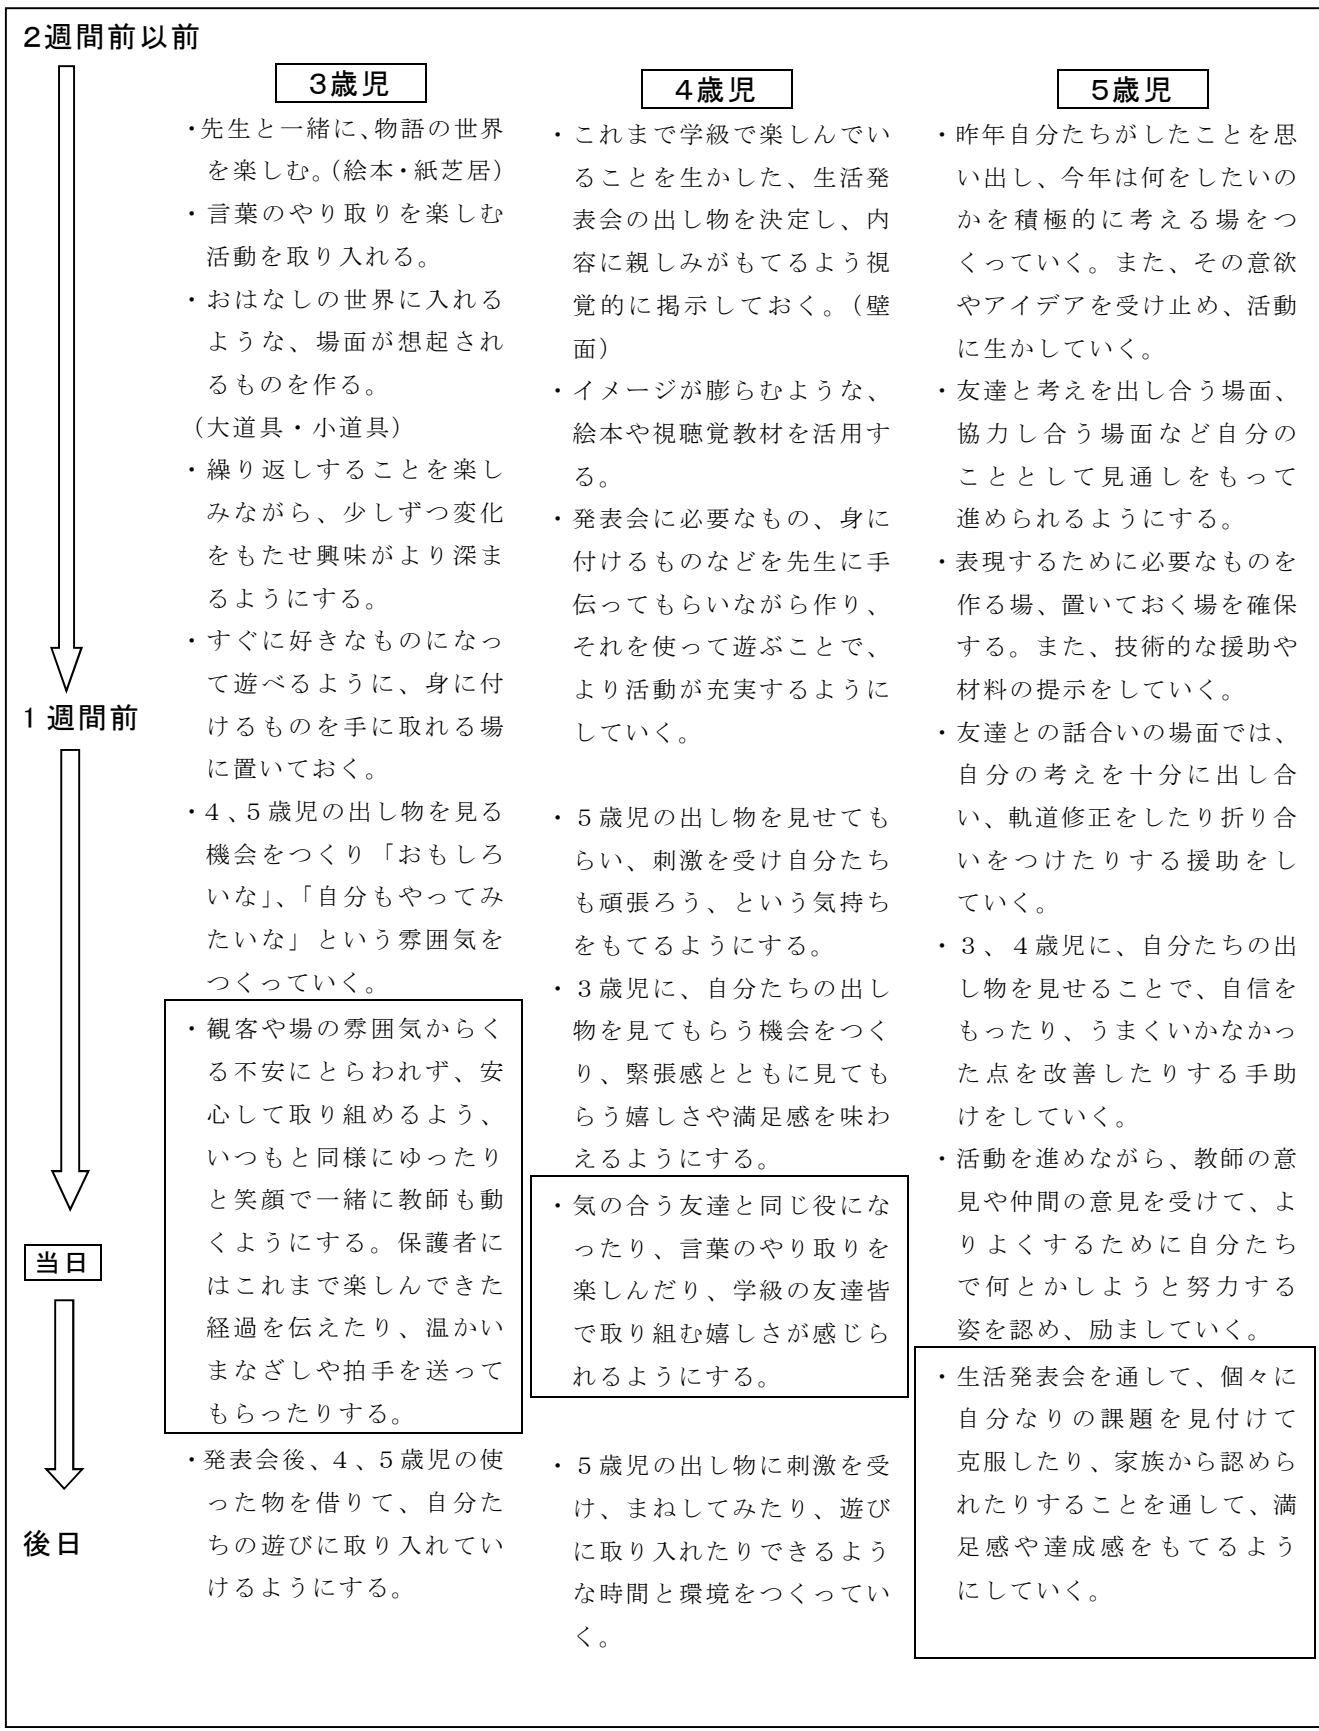 2週間前以前
3歳児
・先生と一緒に、物語の世界
を楽しむ。（絵本・紙芝居）
・言葉のやり取りを楽しむ
活動を取り入れる。
・おはなしの世界に入れる
ような、場面が想起され
るものを作る。
（大道具・小道具）
・繰り返しすることを楽し
みながら、少しずつ変化
をもたせ興味がより深ま
るようにする。
・すぐに好きなものになっ
て遊べるように、身に付
けるものを手に取れる場
に置いておく。
・4、5歳児の出し物を見る
機会をつくり「おもしろ
いな」、「自分もやってみ
たいな」という雰囲気を
つくっていく。
・観客や場の雰囲気からく
る不安にとらわれず、安
心して取り組めるよう、
いつもと同様にゆったり
と笑顔で一緒に教師も動
くようにする。保護者に
はこれまで楽しんできた
経過を伝えたり、温かい
まなざしや拍手を送って
もらったりする。
・発表会後、4、5歳児の使
った物を借りて、自分た
ちの遊びに取り入れてい
けるようにする。
4歳児
・これまで学級で楽しんでい
ることを生かした、生活発
表会の出し物を決定し、内
容に親しみがもてるよう視
覚的に掲示しておく。（壁
面）
・イメージが膨らむような、
絵本や視聴覚教材を活用す
る。
・発表会に必要なもの、身に
付けるものなどを先生に手
伝ってもらいながら作り、
それを使って遊ぶことで、
より活動が充実するように
していく。
・５歳児の出し物を見せても
らい、刺激を受け自分たち
も頑張ろう、という気持ち
をもてるようにする。
・３歳児に、自分たちの出し
物を見てもらう機会をつく
り、緊張感とともに見ても
らう嬉しさや満足感を味わ
えるようにする。
・気の合う友達と同じ役にな
ったり、言葉のやり取りを
楽しんだり、学級の友達皆
で取り組む嬉しさが感じら
れるようにする。
・５歳児の出し物に刺激を受
け、まねしてみたり、遊び
に取り入れたりできるよう
な時間と環境をつくってい
く。
5歳児
・昨年自分たちがしたことを思
い出し、今年は何をしたいの
かを積極的に考える場をつ
くっていく。また、その意欲
やアイデアを受け止め、活動
に生かしていく。
・友達と考えを出し合う場面、
協力し合う場面など自分の
こととして見通しをもって
進められるようにする。
・表現するために必要なものを
作る場、置いておく場を確保
する。また、技術的な援助や
材料の提示をしていく。
・友達との話合いの場面では、
自分の考えを十分に出し合
い、軌道修正をしたり折り合
いをつけたりする援助をし
ていく。
・３、４歳児に、自分たちの出
し物を見せることで、自信を
もったり、うまくいかなかっ
た点を改善したりする手助
けをしていく。
・活動を進めながら、教師の意
見や仲間の意見を受けて、よ
りよくするために自分たち
で何とかしようと努力する
姿を認め、励ましていく。
・生活発表会を通して、個々に
自分なりの課題を見付けて
克服したり、家族から認めら
れたりすることを通して、満
足感や達成感をもてるよう
にしていく。
1週間前
当日
後日